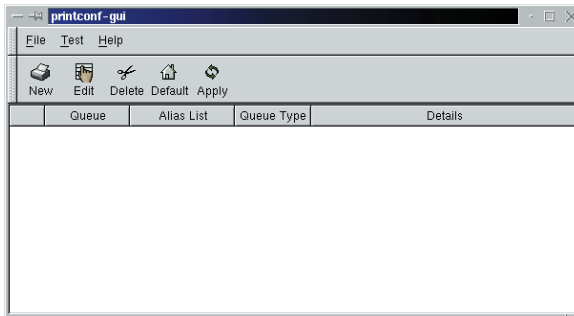 printconf-gui
File Test Help
New Edit Delete Default Apply
Queue Alias List Queue Type Details